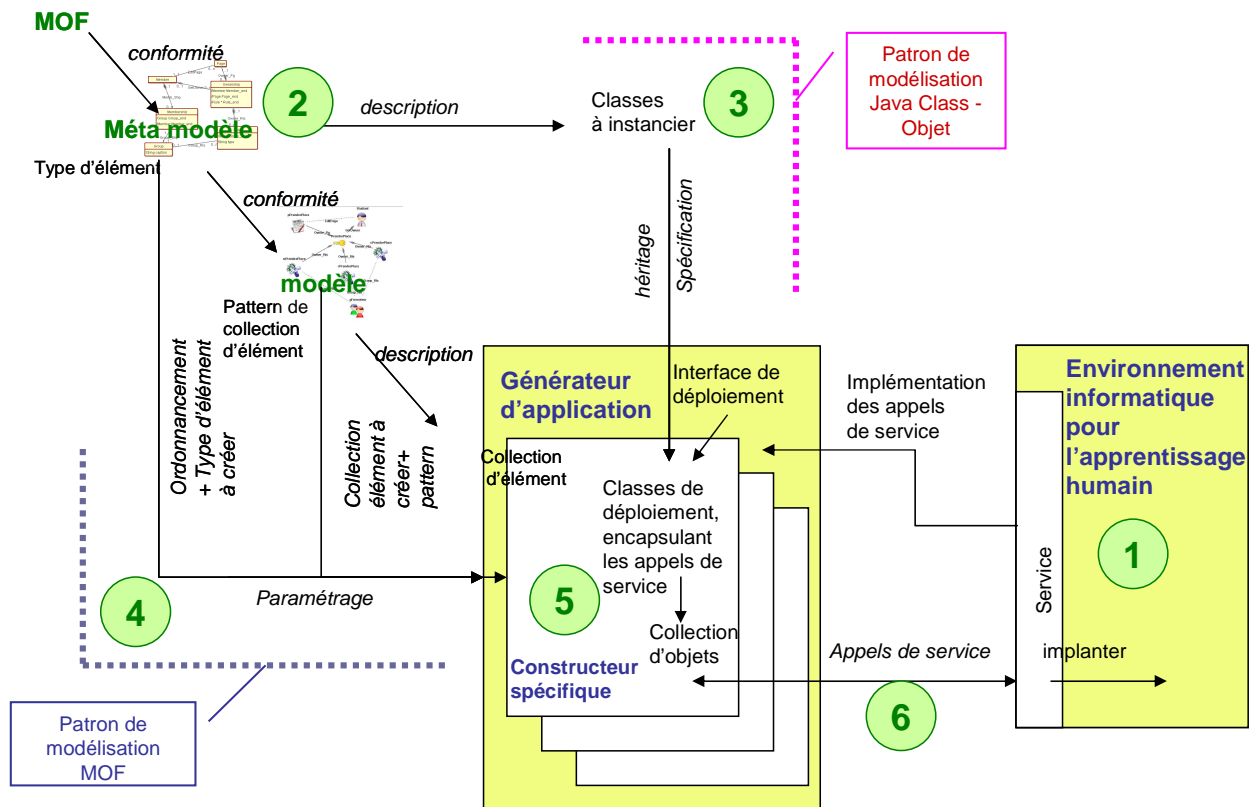 MOF
conformité
2
Méta modèle
Type d'élément
description
Classes
à instancier
3
Patron de
modélisation
Java Class -
Objet
conformité
modèle
Pattern de
collection
d'élément
description
héritage
Spécification
Ordonnancement
+ Type d'élément
à créer
Collection
élément à
créer+
pattern
Générateur
d'application
Interface de
déploiement
Collection
d'élément
Classes de
déploiement,
encapsulant
les appels de
service
5
Collection
d'objets
Constructeur
spécifique
Implémentation
des appels
de service
Environnement
informatique
pour
l'apprentissage
humain
1
Service
implanter
Appels de service
6
4
Paramétrage
Patron de
modélisation
MOF